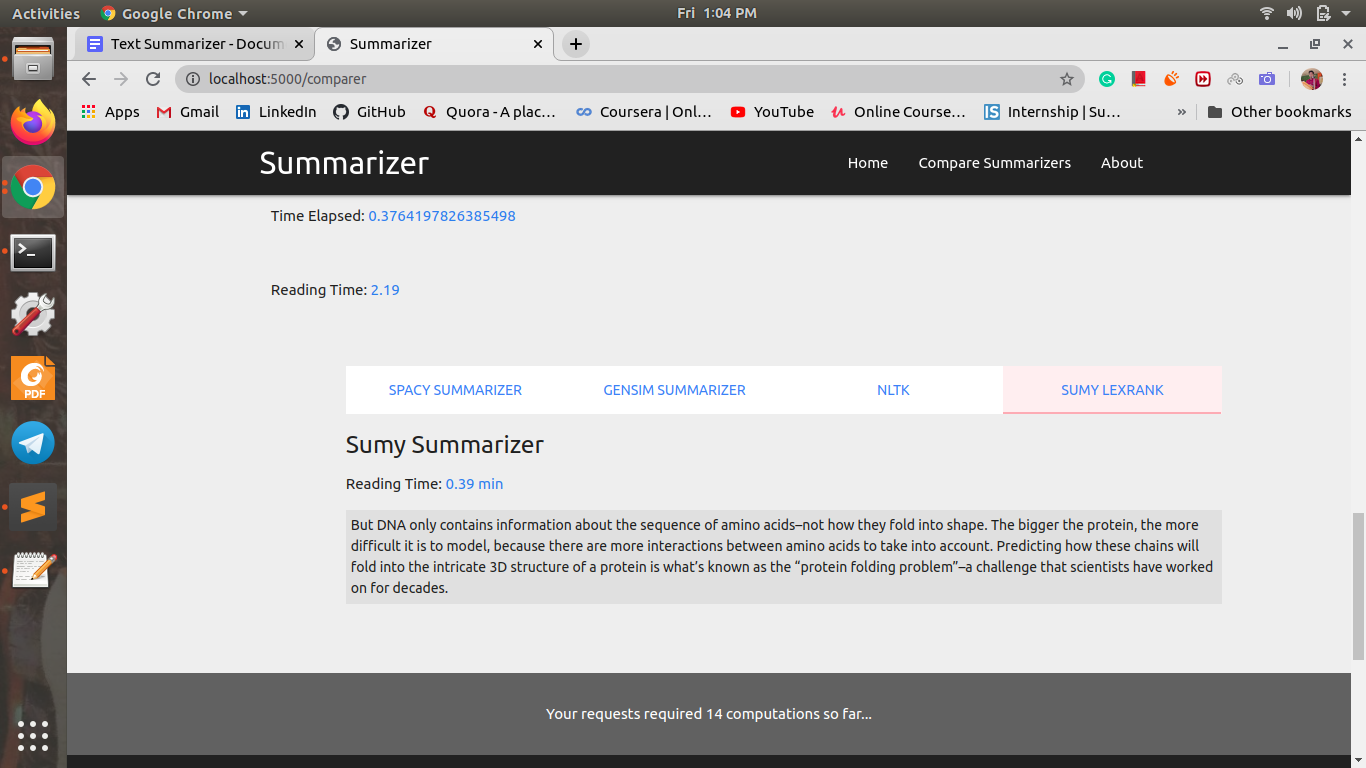 Activities Google Chrome Fri 1:04 PM
Text Summarizer - Docum Summarizer
localhost:5000/comparer
Apps Gmail LinkedIn GitHub Quora - A plac... Coursera | Onl... YouTube Online Course... Internship | Su... » Other bookmarks
Summarizer Home Compare Summarizers About
Time Elapsed: 0.3764197826385498
Reading Time: 2.19
SPACY SUMMARIZER GENSIM SUMMARIZER NLTK SUMY LEXRANK
Sumy Summarizer
Reading Time: 0.39 min
But DNA only contains information about the sequence of amino acids–not how they fold into shape. The bigger the protein, the more
difficult it is to model, because there are more interactions between amino acids to take into account. Predicting how these chains will
fold into the intricate 3D structure of a protein is what’s known as the “protein folding problem”–a challenge that scientists have worked
on for decades.
PDF
Your requests required 14 computations so far...